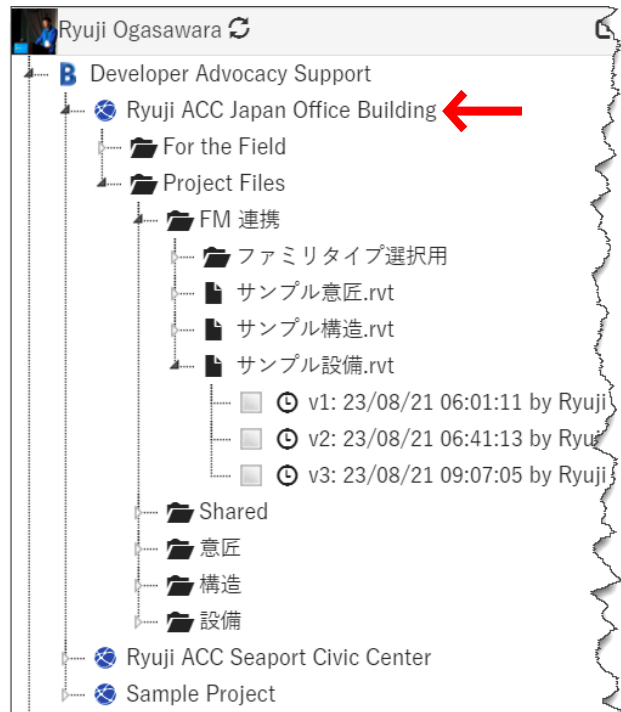 Ryuji Ogasawara
Developer Advocacy Support
Ryuji ACC Japan Office Building
For the Field
Project Files
FM 連携
ファミリタイプ選択用
サンプル意匠.rvt
サンプル構造.rvt
サンプル設備.rvt
v1: 23/08/21 06:01:11 by Ryuji
v2: 23/08/21 06:41:13 by Ryuji
v3: 23/08/21 09:07:05 by Ryuji
Shared
意匠
構造
設備
Ryuji ACC Seaport Civic Center
Sample Project